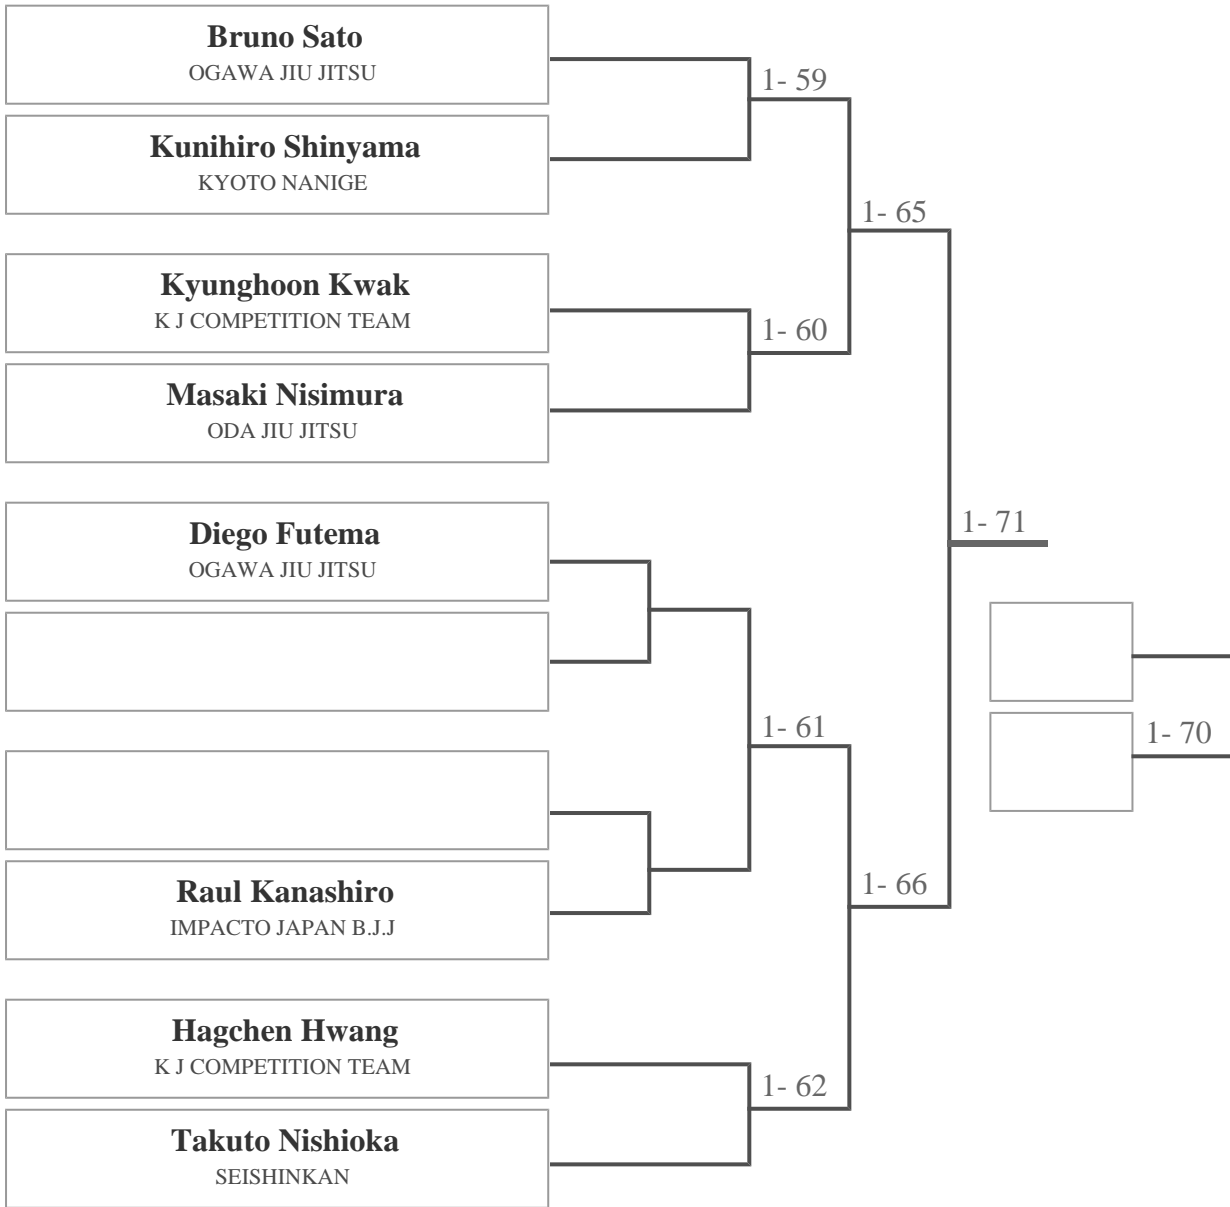 Bruno Sato
OGAWA JIU JITSU
1- 59
Kunihiro Shinyama
KYOTO NANIGE
1- 65
Kyunghoon Kwak
K J COMPETITION TEAM
1- 60
Masaki Nisimura
ODA JIU JITSU
Diego Futema
OGAWA JIU JITSU
1- 71
1- 61
1- 70
Raul Kanashiro
IMPACTO JAPAN B.J.J
1- 66
Hagchen Hwang
K J COMPETITION TEAM
1- 62
Takuto Nishioka
SEISHINKAN